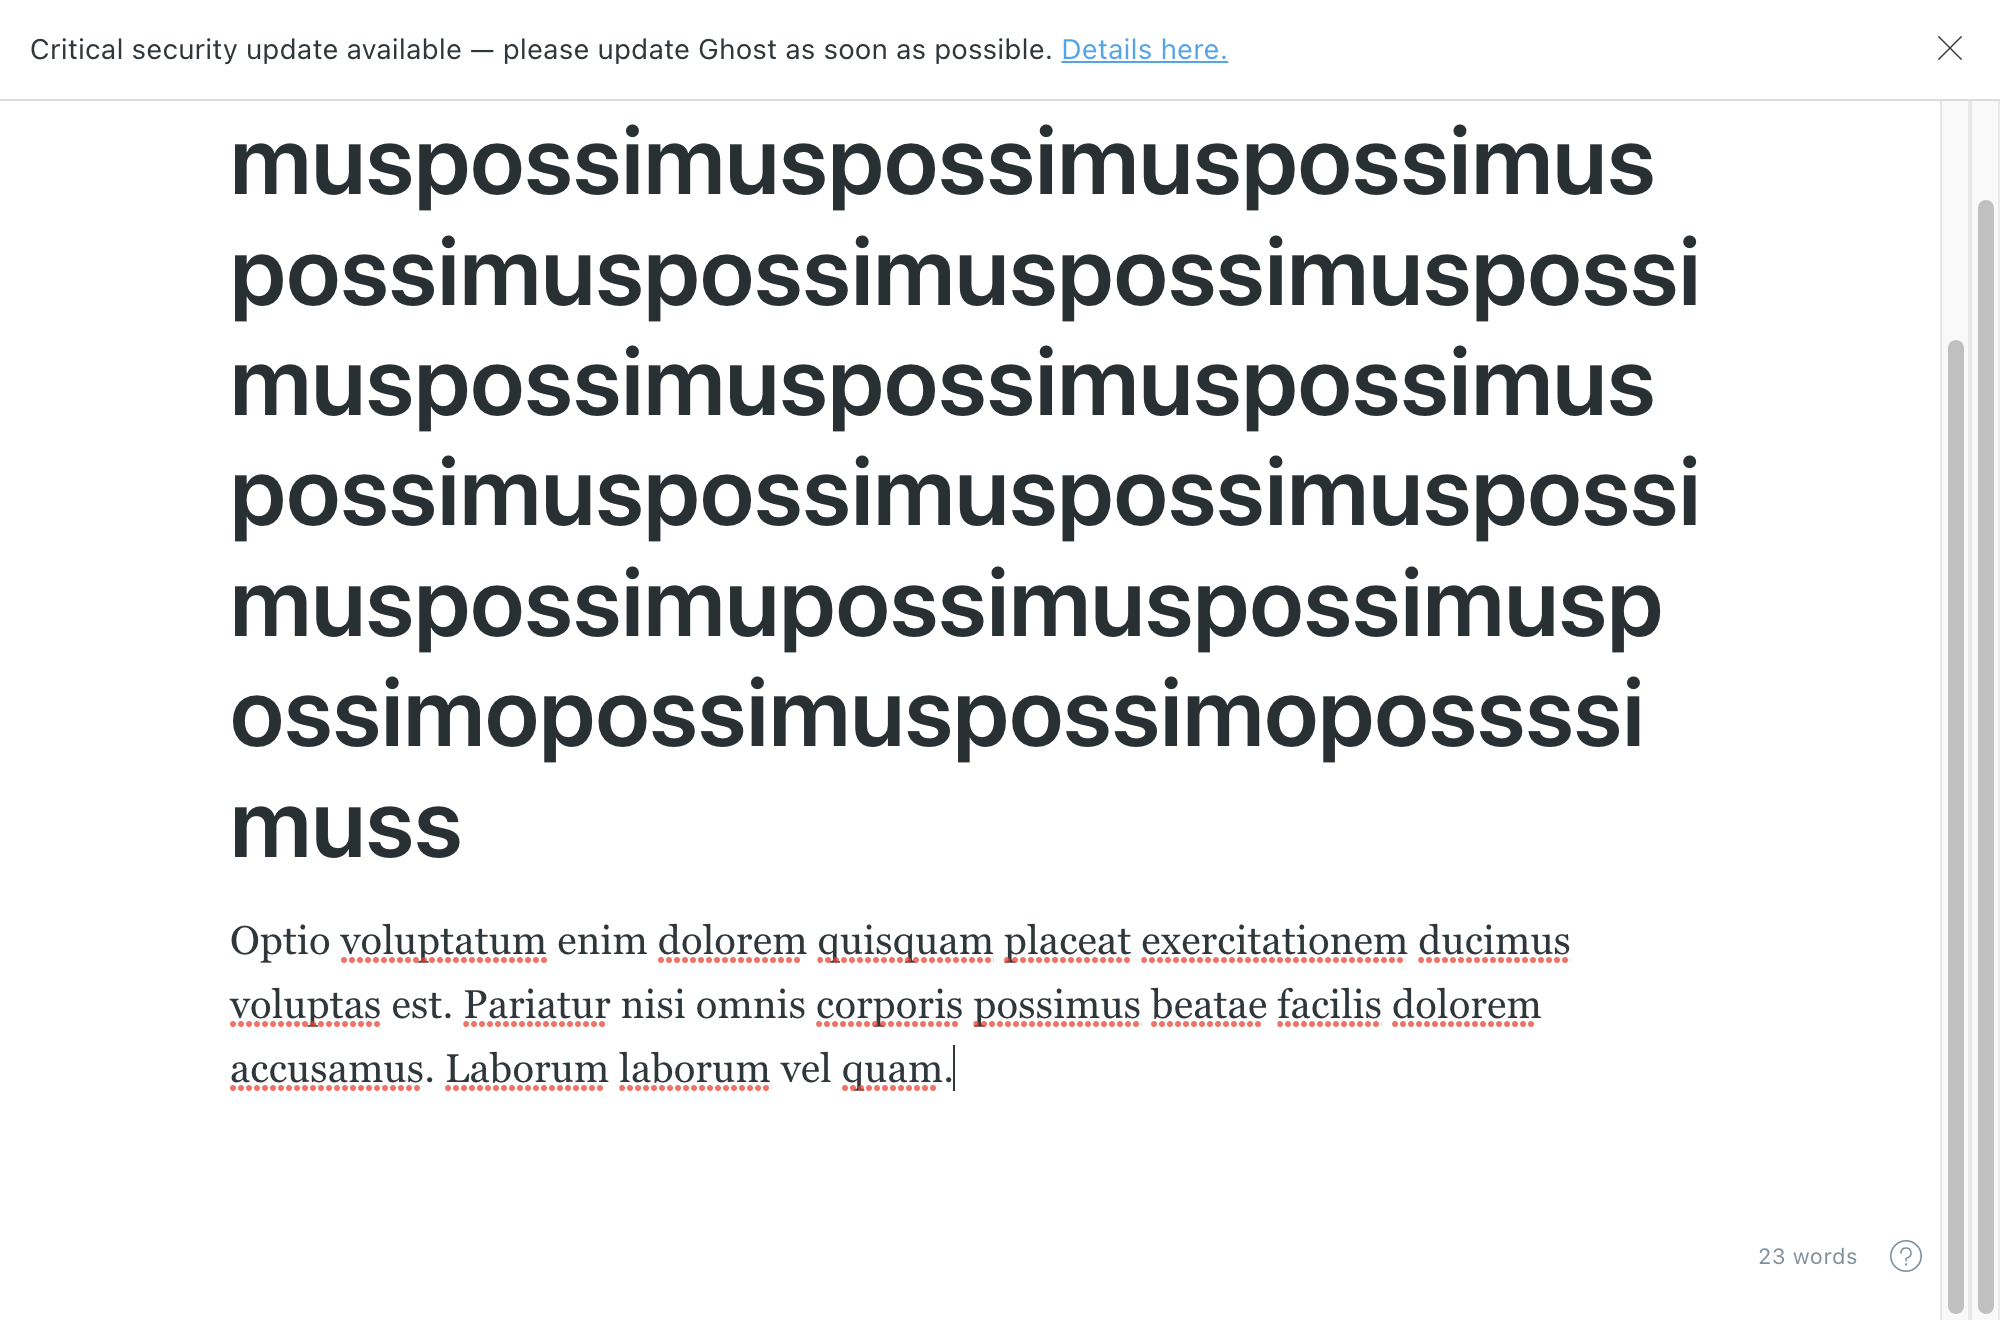 Critical security update available — please update Ghost as soon as possible. Details here.
muspossimuspossimuspossimus
possimuspossimuspossimuspossi
muspossimuspossimuspossimus
possimuspossimuspossimuspossi
muspossimupossimuspossimusp
ossimopossimuspossimopossssi
muss
Optio voluptatum enim dolorem quisquam placeat exercitationem ducimus
voluptas est. Pariatur nisi omnis corporis possimus beatae facilis dolorem
accusamus. Laborum laborum vel quam.
23 words
?